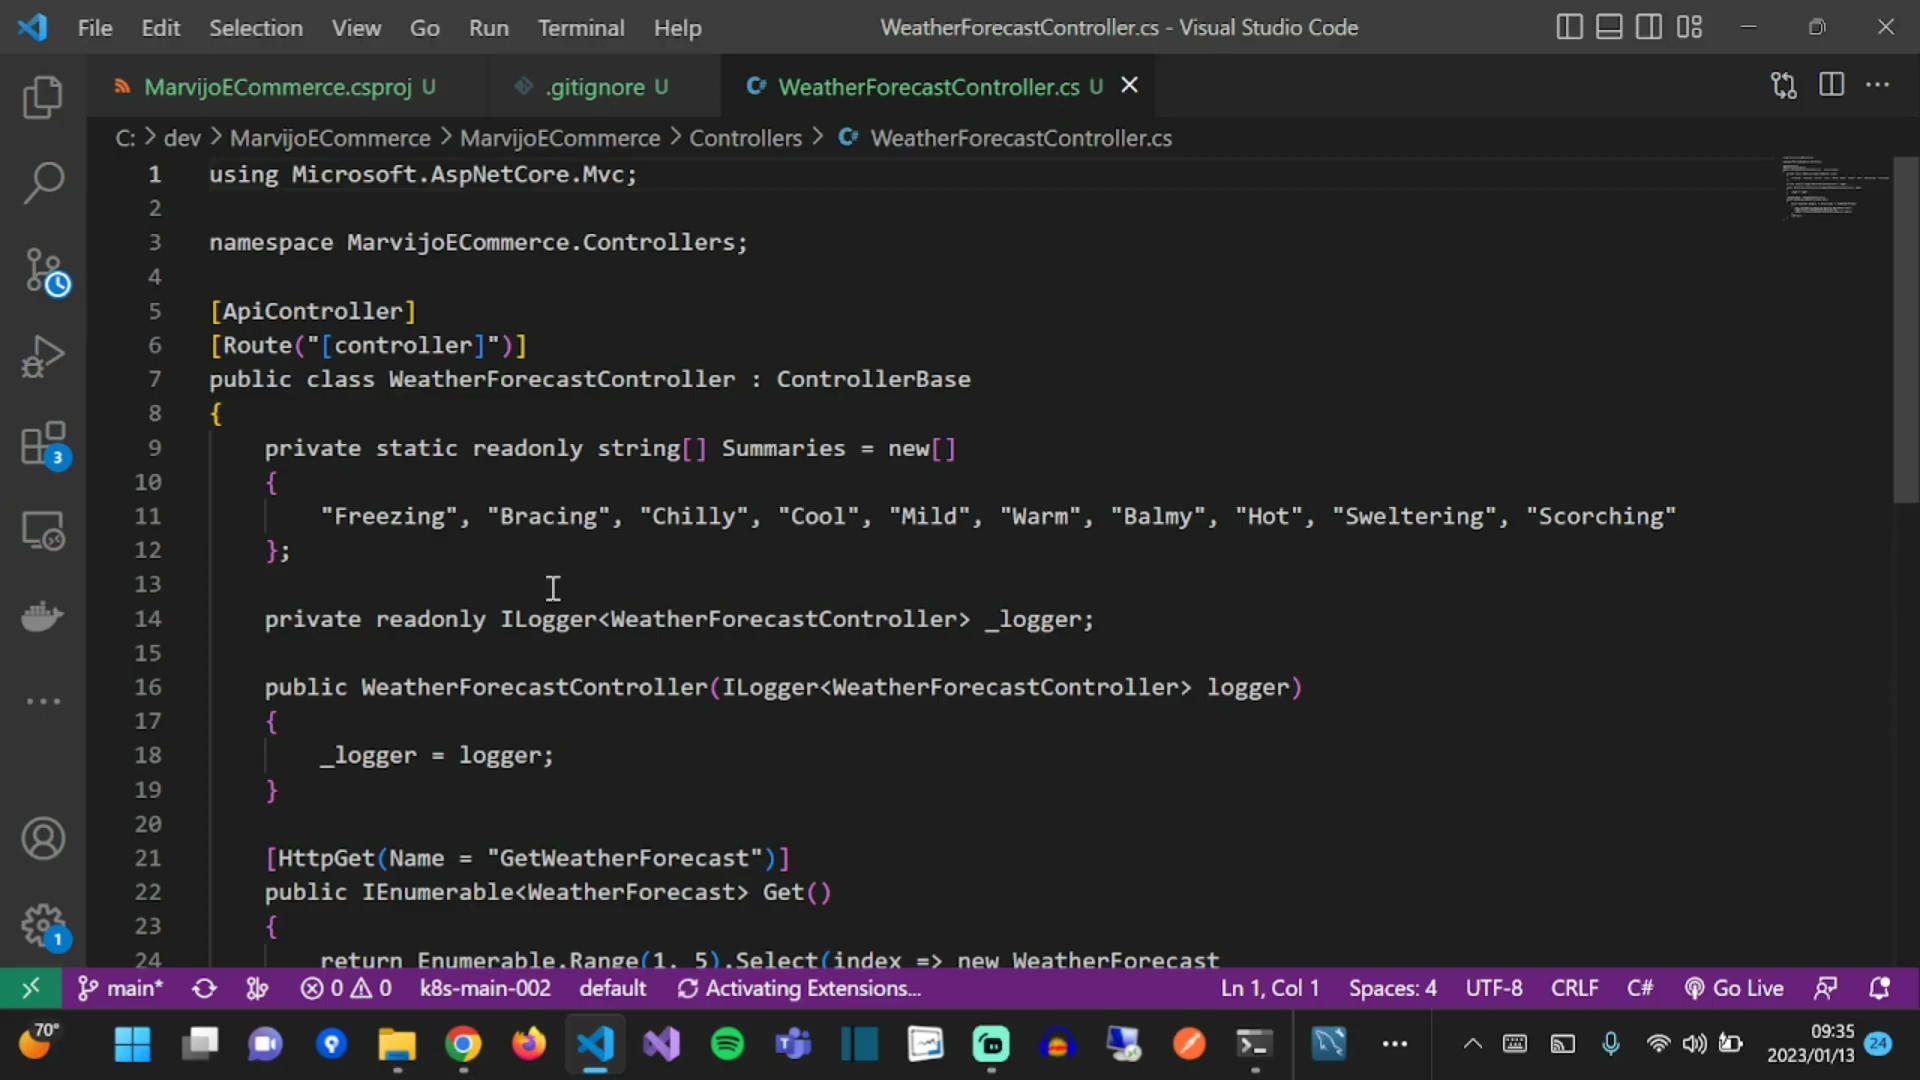 File Edit Selection View Go Run Terminal Help WeatherForecastController.cs - Visual Studio Code
MarvijoECommerce.csproj U .gitignore U WeatherForecastController.cs U
C: > dev > MarvijoECommerce > MarvijoECommerce > Controllers > WeatherForecastController.cs
1 using Microsoft.AspNetCore.Mvc;
2
3 namespace MarvijoECommerce.Controllers;
4
5 [ApiController]
6 [Route("[controller]")]
7 public class WeatherForecastController : ControllerBase
8 {
9 private static readonly string[] Summaries = new[]
10 {
11 "Freezing", "Bracing", "Chilly", "Cool", "Mild", "Warm", "Balmy", "Hot", "Sweltering", "Scorching"
12 };
13
14 private readonly ILogger<WeatherForecastController> _logger;
15
16 public WeatherForecastController(ILogger<WeatherForecastController> logger)
17 {
18 _logger = logger;
19 }
20
21 [HttpGet(Name = "GetWeatherForecast")]
22 public IEnumerable<WeatherForecast> Get()
23 {
24 return Enumerable.Range(1, 5).Select(index => new WeatherForecast
3
1
main* 0 0 k8s-main-002 default Activating Extensions... Ln 1, Col 1 Spaces: 4 UTF-8 CRLF C# Go Live
70°
09:35
2023/01/13
24